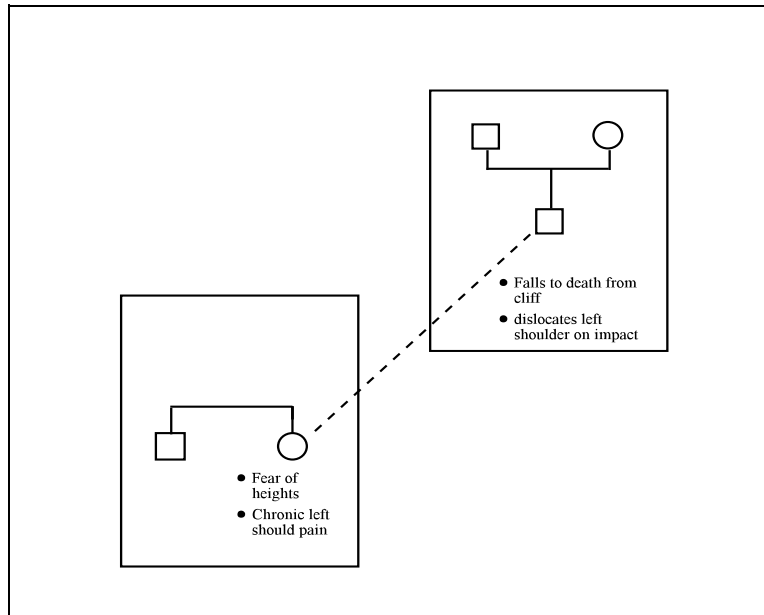 • Falls to death from
cliff
• dislocates left
shoulder on impact
• Fear of
heights
• Chronic left
should pain